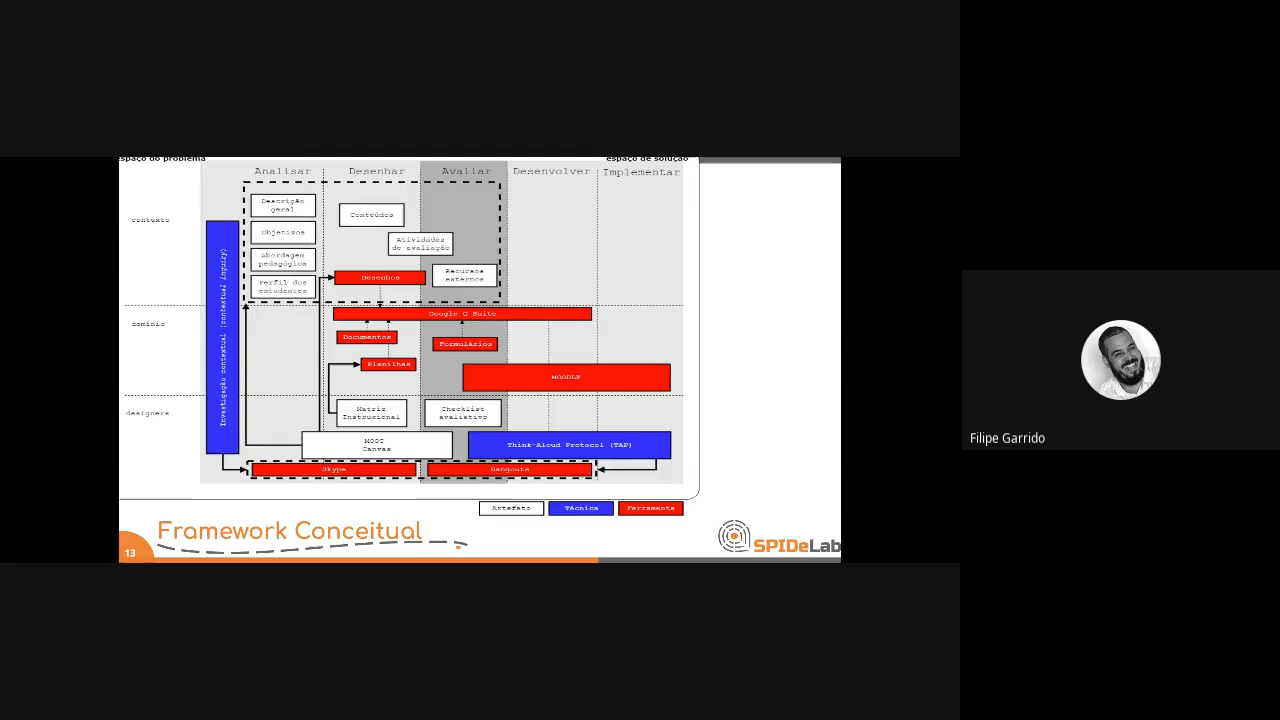 espaço do problema
espaço de solução
Analisar
Desenhar
Avaliar
Desenvolver
Implementar
contexto
Descrição
geral
Objetivos
Abordagem
pedagógica
Perfil dos
estudantes
Conteúdos
Atividades
de avaliação
Desenhos
Recursos
externos
Investigação contextual (contextual inquiry)
domínio
Google G Suite
Documentos
Formulários
Planilhas
MOODLE
designers
Matriz
Instrucional
Checklist
avaliativo
MOOC
Canvas
Think-Aloud Protocol (TAP)
Skype
Hangouts
Artefato
Técnica
Ferramenta
Framework Conceitual
13
SPIDeLab
Filipe Garrido